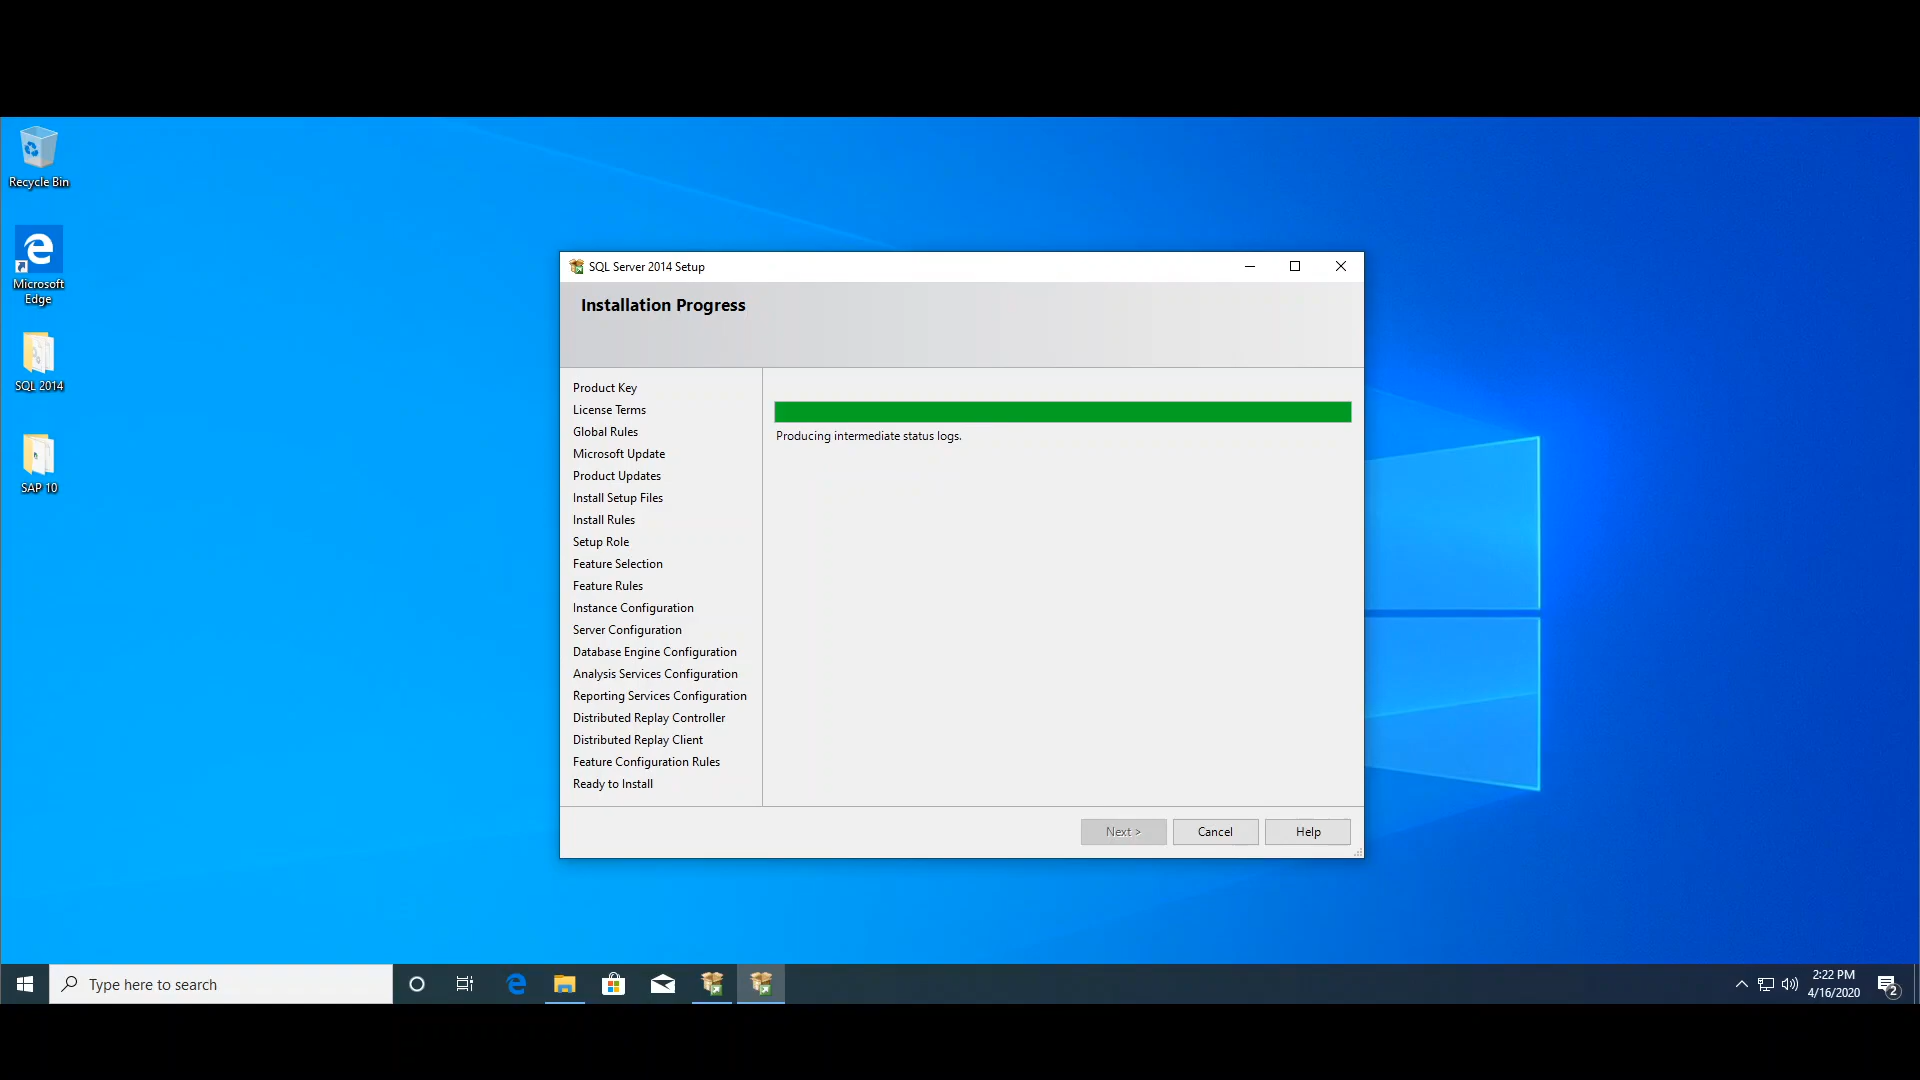 Recycle Bin
Microsoft
Edge
SQL 2014
SAP 10
SQL Server 2014 Setup
Installation Progress
Product Key
License Terms
Global Rules
Microsoft Update
Product Updates
Install Setup Files
Install Rules
Setup Role
Feature Selection
Feature Rules
Instance Configuration
Server Configuration
Database Engine Configuration
Analysis Services Configuration
Reporting Services Configuration
Distributed Replay Controller
Distributed Replay Client
Feature Configuration Rules
Ready to Install
Producing intermediate status logs.
Next >
Cancel
Help
Type here to search
2:22 PM
4/16/2020
2